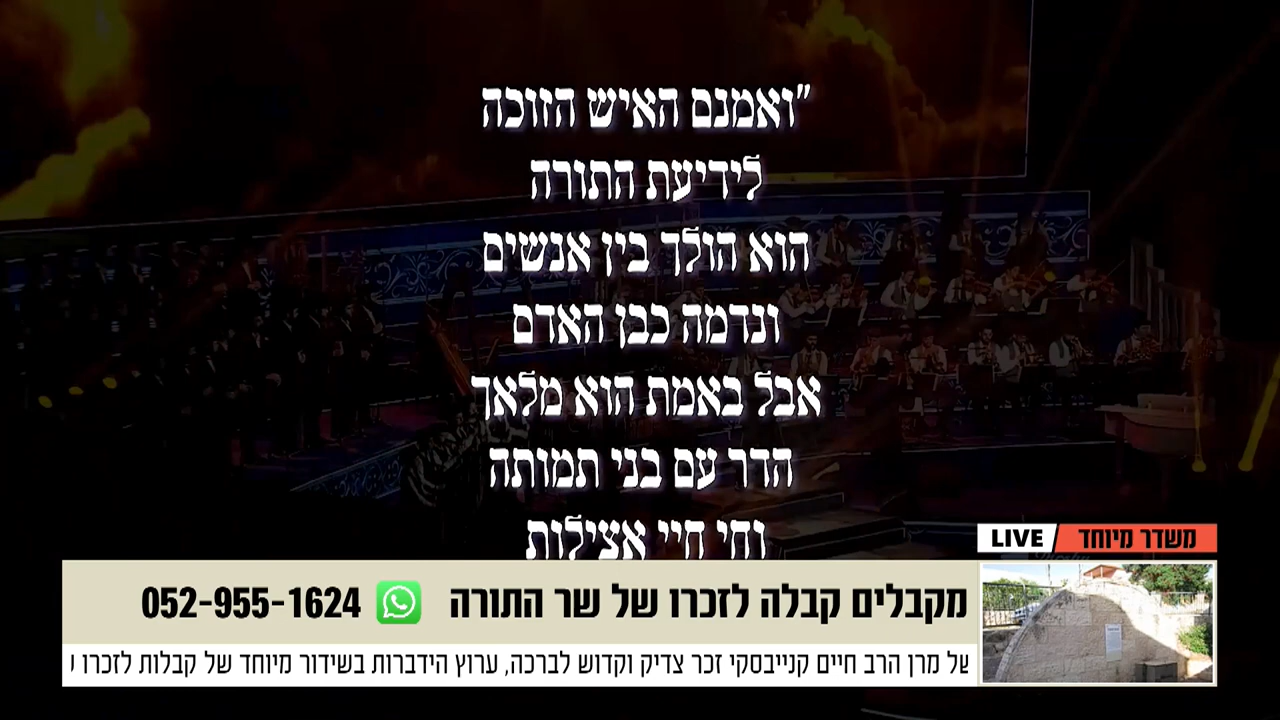 "ואמנם האיש הזוכה
לידיעת התורה
הוא הולך בין אנשים
ונדמה כבן האדם
אבל באמת הוא מלאך
הדר עם בני תמותה
וחי חיי אצילות
משדר מיוחד LIVE
מקבלים קבלה לזכרו של שר התורה 052-955-1624
של מרן הרב חיים קנייבסקי זכר צדיק וקדוש לברכה, ערוץ הידברות בשידור מיוחד של קבלות לזכרו